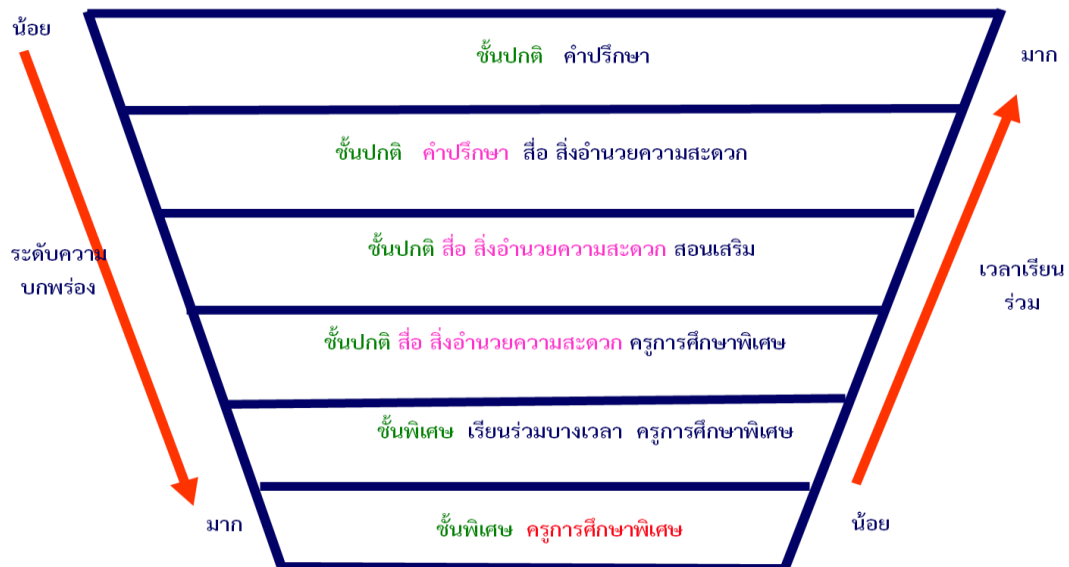 น้อย
ชั้นปกติ คำปรึกษา
มาก
ชั้นปกติ คำปรึกษา สื่อ สิ่งอำนวยความสะดวก
ชั้นปกติ สื่อ สิ่งอำนวยความสะดวก สอนเสริม
ระดับความ
บกพร่อง
เวลาเรียน
ร่วม
ชั้นปกติ สื่อ สิ่งอำนวยความสะดวก ครูการศึกษาพิเศษ
ชั้นพิเศษ เรียนร่วมบางเวลา ครูการศึกษาพิเศษ
มาก
ชั้นพิเศษ ครูการศึกษาพิเศษ
น้อย